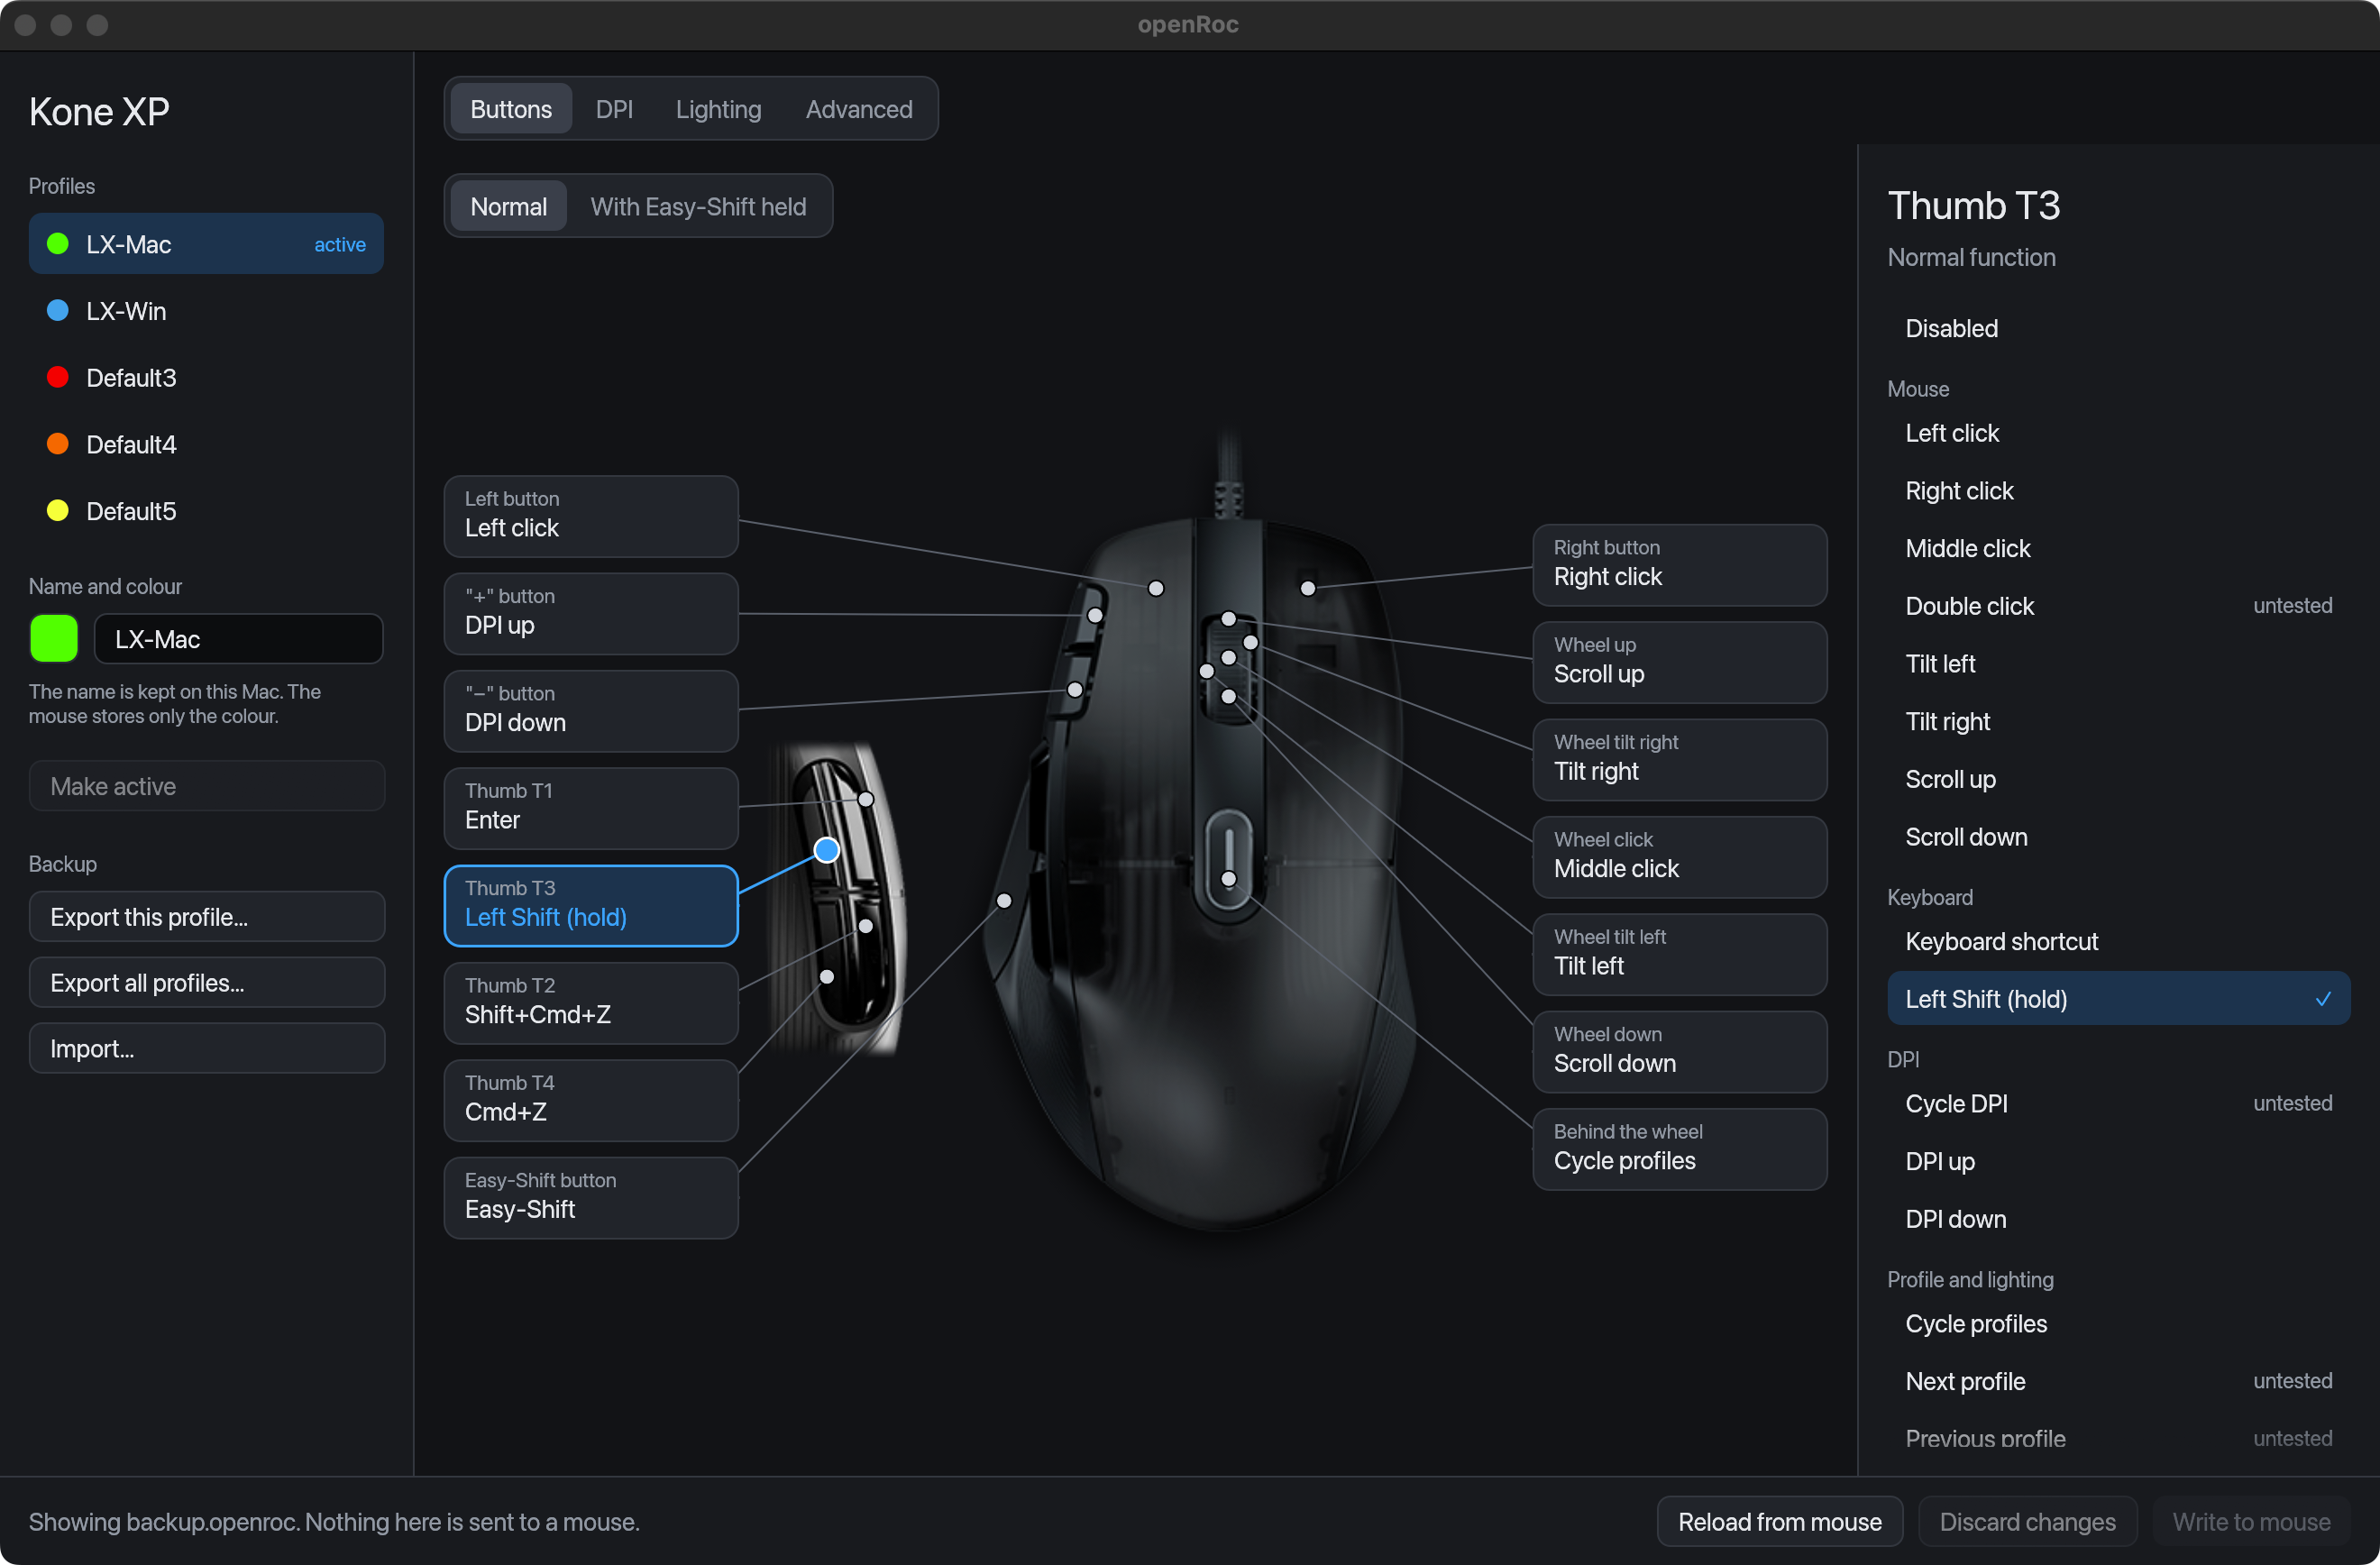 openRoc
Kone XP
Profiles
LX-Mac
active
LX-Win
Default3
Default4
Default5
Name and colour
LX-Mac
The name is kept on this Mac. The
mouse stores only the colour.
Make active
Backup
Export this profile...
Export all profiles...
Import...
Buttons
DPI
Lighting
Advanced
Normal
With Easy-Shift held
Left button
Left click
"+" button
DPI up
"−" button
DPI down
Thumb T1
Enter
Thumb T3
Left Shift (hold)
Thumb T2
Shift+Cmd+Z
Thumb T4
Cmd+Z
Easy-Shift button
Easy-Shift
Right button
Right click
Wheel up
Scroll up
Wheel tilt right
Tilt right
Wheel click
Middle click
Wheel tilt left
Tilt left
Wheel down
Scroll down
Behind the wheel
Cycle profiles
Thumb T3
Normal function
Disabled
Mouse
Left click
Right click
Middle click
Double click
untested
Tilt left
Tilt right
Scroll up
Scroll down
Keyboard
Keyboard shortcut
Left Shift (hold)
DPI
Cycle DPI
untested
DPI up
DPI down
Profile and lighting
Cycle profiles
Next profile
untested
Previous profile
untested
Showing backup.openroc. Nothing here is sent to a mouse.
Reload from mouse
Discard changes
Write to mouse